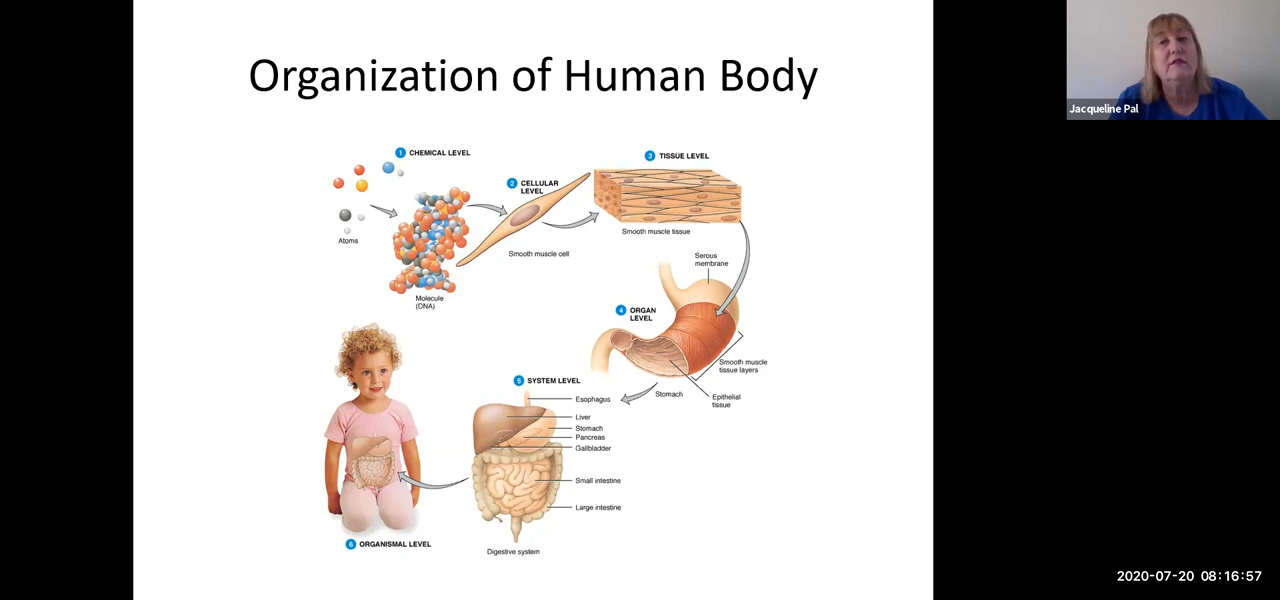 Organization of Human Body
Jacqueline Pal
1 CHEMICAL LEVEL
2 CELLULAR
LEVEL
3 TISSUE LEVEL
Atoms
Molecule
(DNA)
Smooth muscle cell
Smooth muscle tissue
Serous
membrane
4 ORGAN
LEVEL
Smooth muscle
tissue layers
Stomach
Epithelial
tissue
5 SYSTEM LEVEL
Esophagus
Liver
Stomach
Pancreas
Gallbladder
Small intestine
Large intestine
Digestive system
6 ORGANISMAL LEVEL
2020-07-20 08:16:57